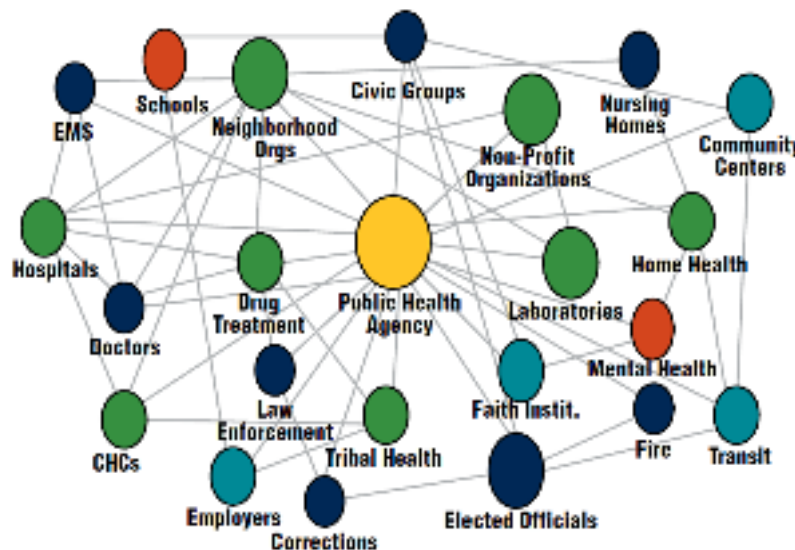 Civic Groups
Schools
Nursing
Homes
EMS
Neighborhood
Orgs
Community
Centers
Non-Profit
Organizations
Hospitals
Home Health
Drug
Treatment
Public Health
Agency
Laboratories
Doctors
Mental Health
Law
Enforcement
Faith Instit.
Fire
Transit
CHCs
Tribal Health
Employers
Elected Officials
Corrections